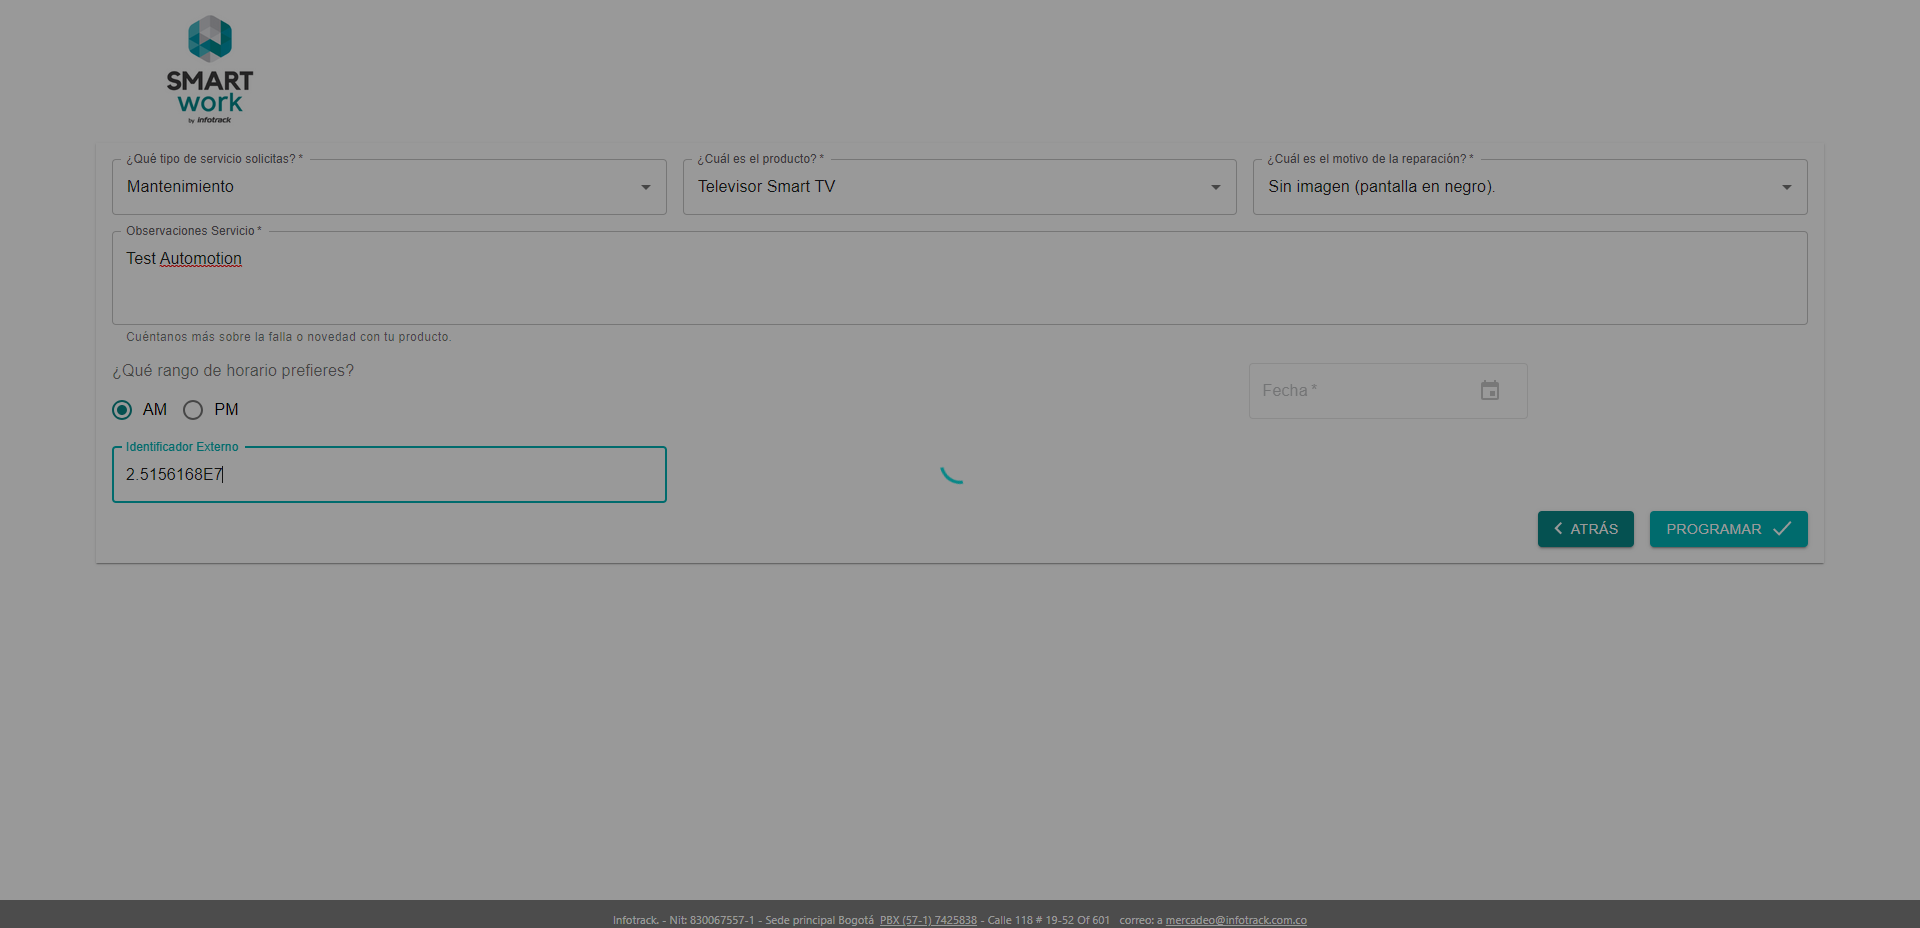 SMART
work
by infotrack
¿Qué tipo de servicio solicitas? *
Mantenimiento
¿Cuál es el producto? *
Televisor Smart TV
¿Cuál es el motivo de la reparación? *
Sin imagen (pantalla en negro).
Observaciones Servicio *
Test Automotion
Cuéntanos más sobre la falla o novedad con tu producto.
¿Qué rango de horario prefieres?
AM
PM
Fecha *
Identificador Externo
2.5156168E7
ATRÁS
PROGRAMAR
Infotrack. - Nit: 830067557-1 - Sede principal Bogotá PBX (57-1) 7425838 - Calle 118 # 19-52 Of 601 correo: a mercadeo@infotrack.com.co